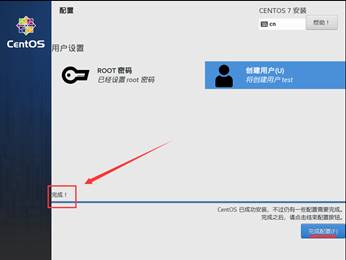 配置
CENTOS 7 安装
cn
帮助!
CentOS
用户设置
ROOT 密码
已经设置 root 密码
创建用户(U)
将创建用户 test
完成!
CentOS 已成功安装，不过仍有一些配置需要完成。
完成之后，请点击结束配置按钮。
完成配置(F)